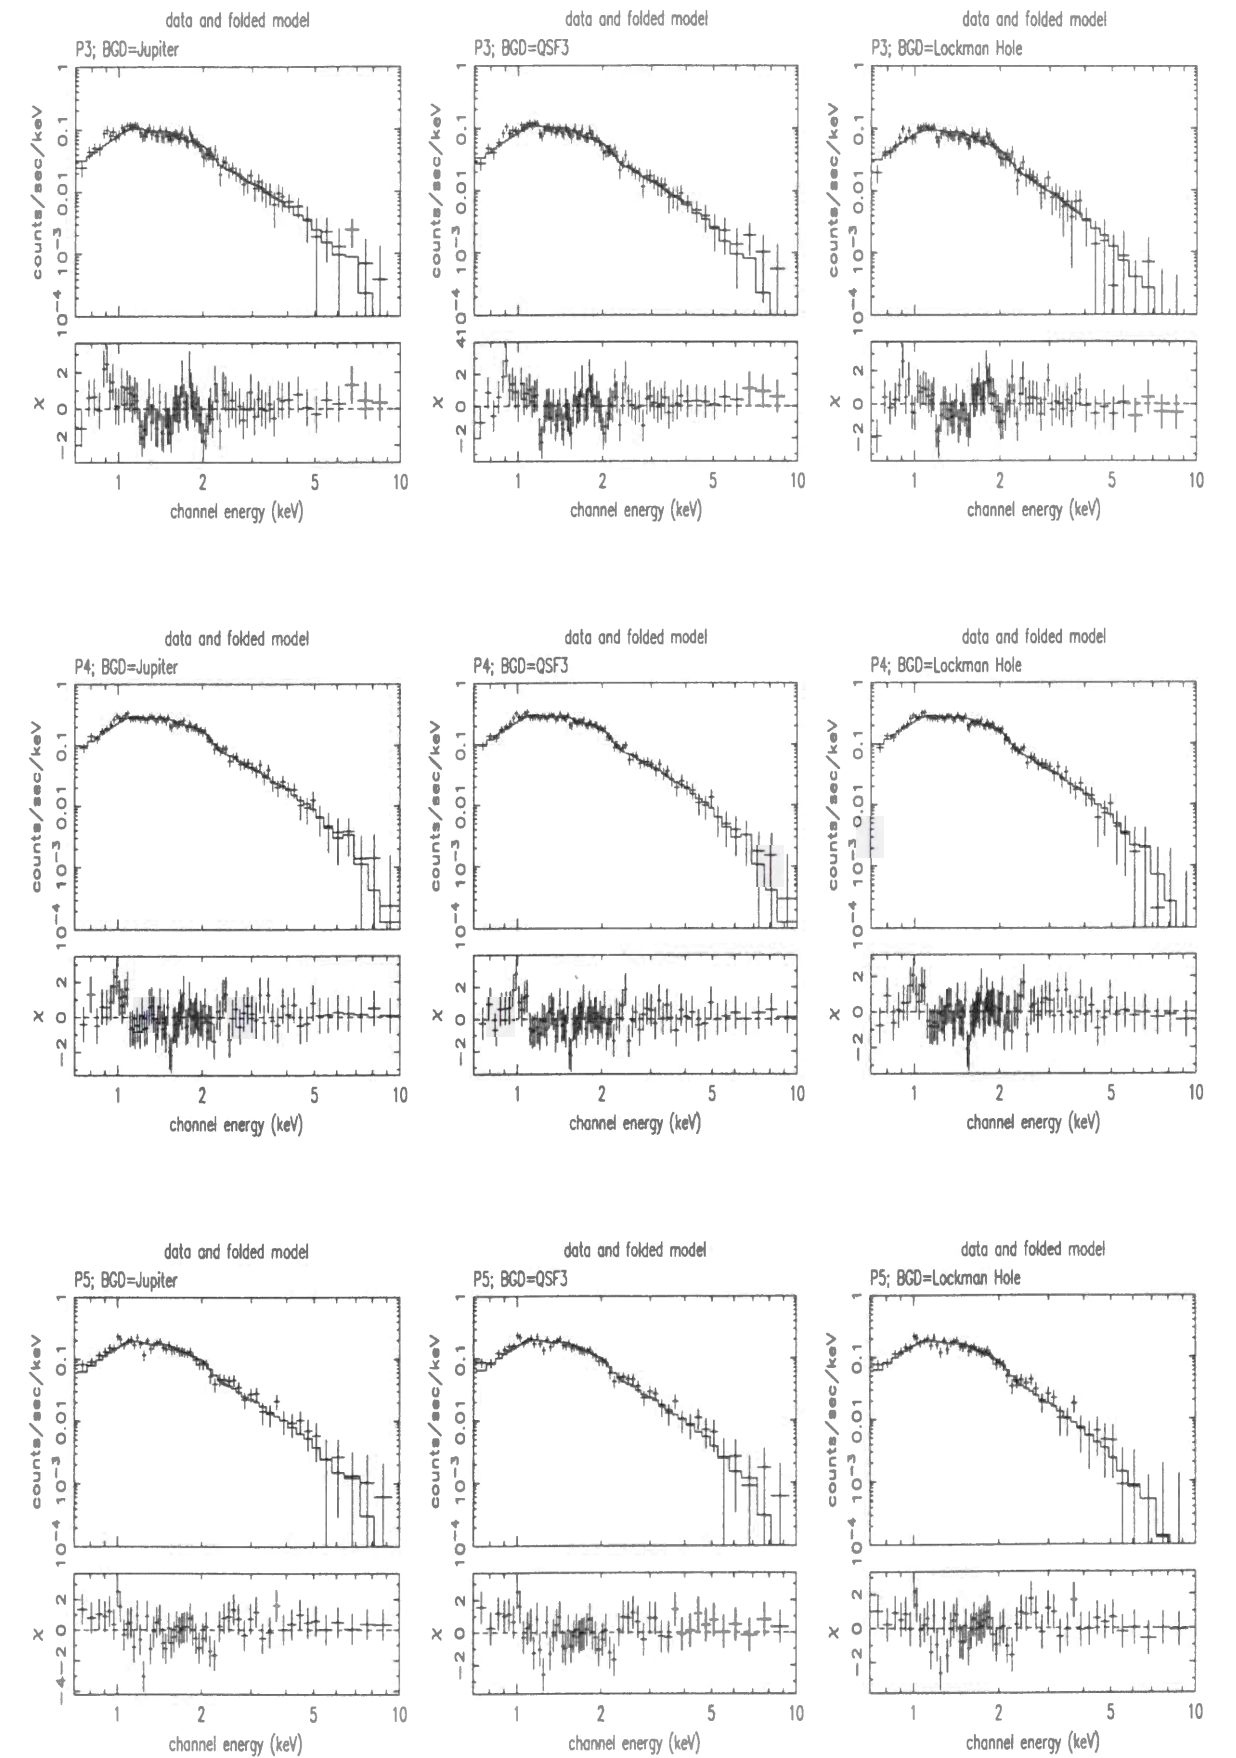 data and folded model
P3; BGD=Jupiter
counts/sec/keV
1
0.1
0.01
10−3
10−4
χ
2
0
−2
1 2 5 10
channel energy (keV)
data and folded model
P3; BGD=QSF3
counts/sec/keV
1
0.1
0.01
10−3
10−4
χ
2
0
−2
1 2 5 10
channel energy (keV)
data and folded model
P3; BGD=Lockman Hole
counts/sec/keV
1
0.1
0.01
10−3
10−4
χ
2
0
−2
1 2 5 10
channel energy (keV)
data and folded model
P4; BGD=Jupiter
counts/sec/keV
1
0.1
0.01
10−3
10−4
χ
2
0
−2
1 2 5 10
channel energy (keV)
data and folded model
P4; BGD=QSF3
counts/sec/keV
1
0.1
0.01
10−3
10−4
χ
2
0
−2
1 2 5 10
channel energy (keV)
data and folded model
P4; BGD=Lockman Hole
counts/sec/keV
1
0.1
0.01
10−3
10−4
χ
2
0
−2
1 2 5 10
channel energy (keV)
data and folded model
P5; BGD=Jupiter
counts/sec/keV
1
0.1
0.01
10−3
10−4
χ
2
0
−2
−4
1 2 5 10
channel energy (keV)
data and folded model
P5; BGD=QSF3
counts/sec/keV
1
0.1
0.01
10−3
10−4
χ
2
0
−2
1 2 5 10
channel energy (keV)
data and folded model
P5; BGD=Lockman Hole
counts/sec/keV
1
0.1
0.01
10−3
10−4
χ
2
0
−2
1 2 5 10
channel energy (keV)